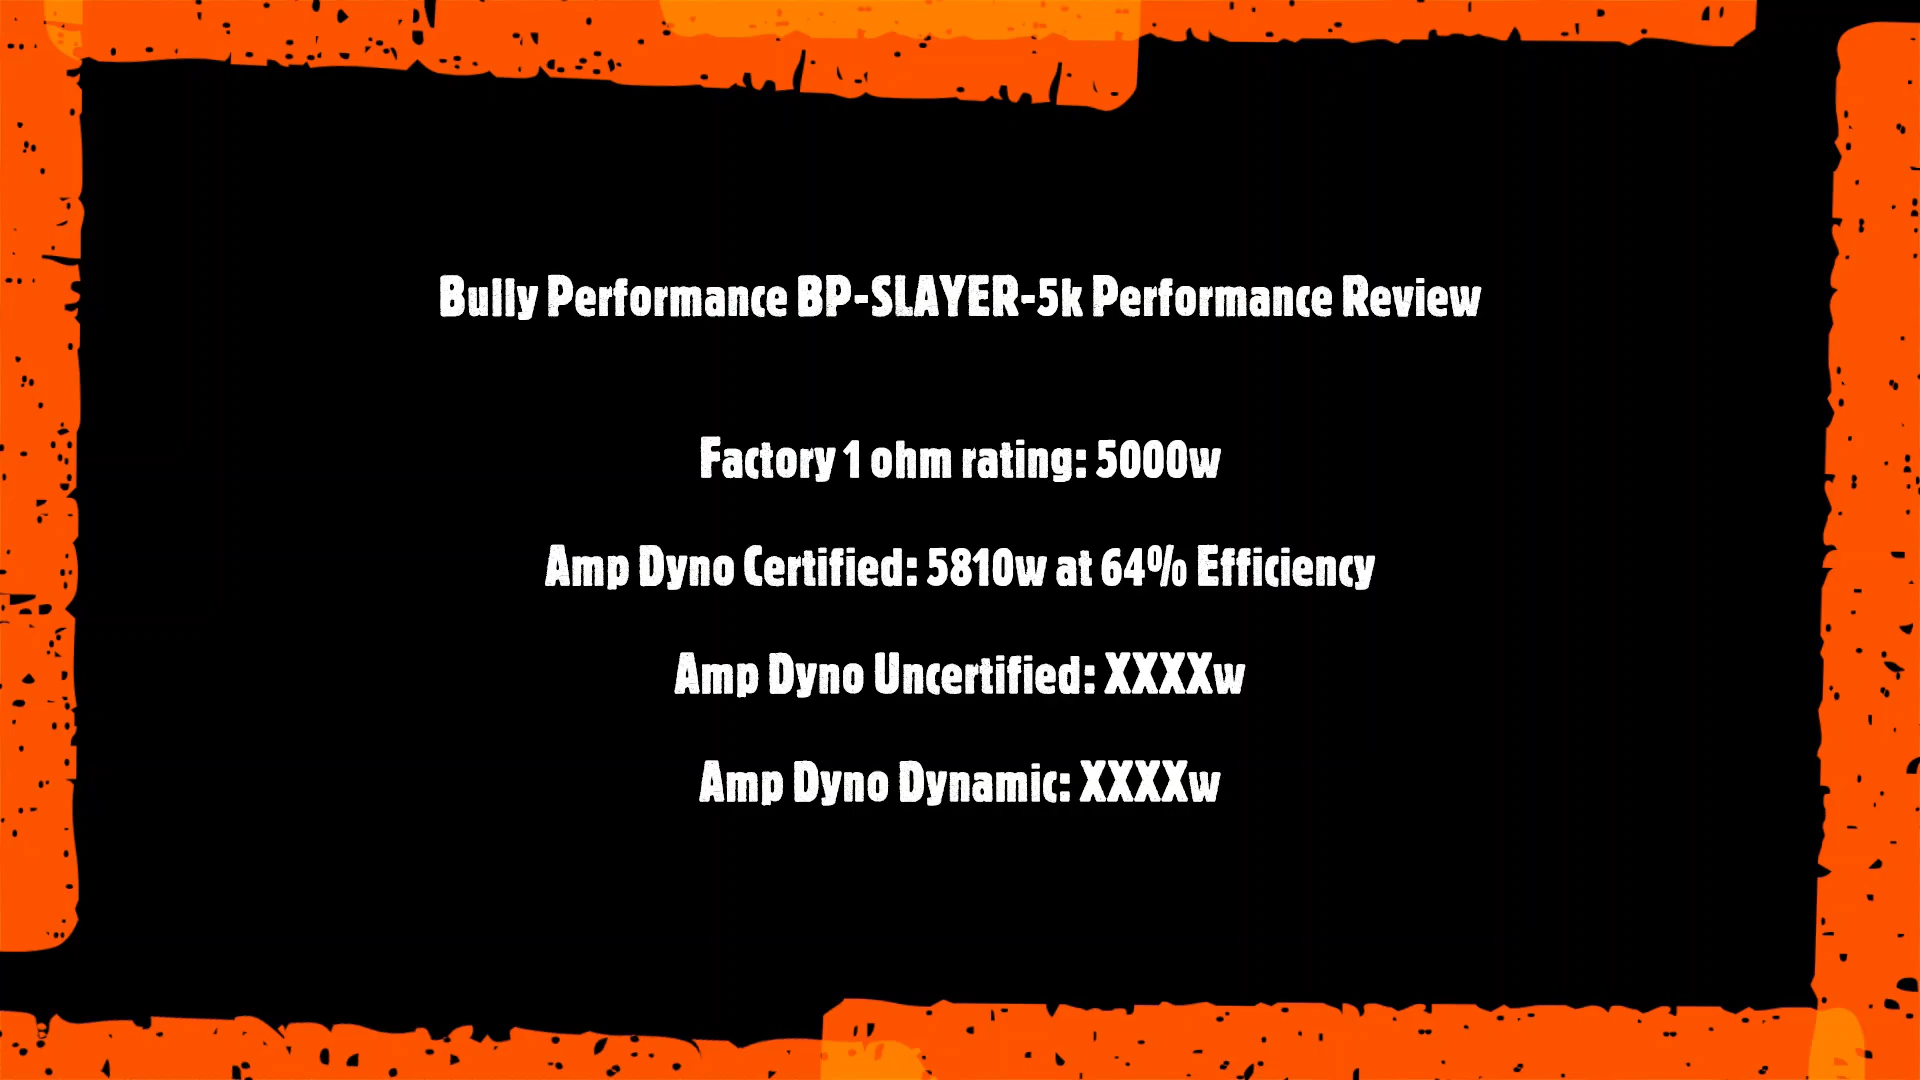 Bully Performance BP-SLAYER-5k Performance Review
Factory 1 ohm rating: 5000w
Amp Dyno Certified: 5810w at 64% Efficiency
Amp Dyno Uncertified: XXXXw
Amp Dyno Dynamic: XXXXw